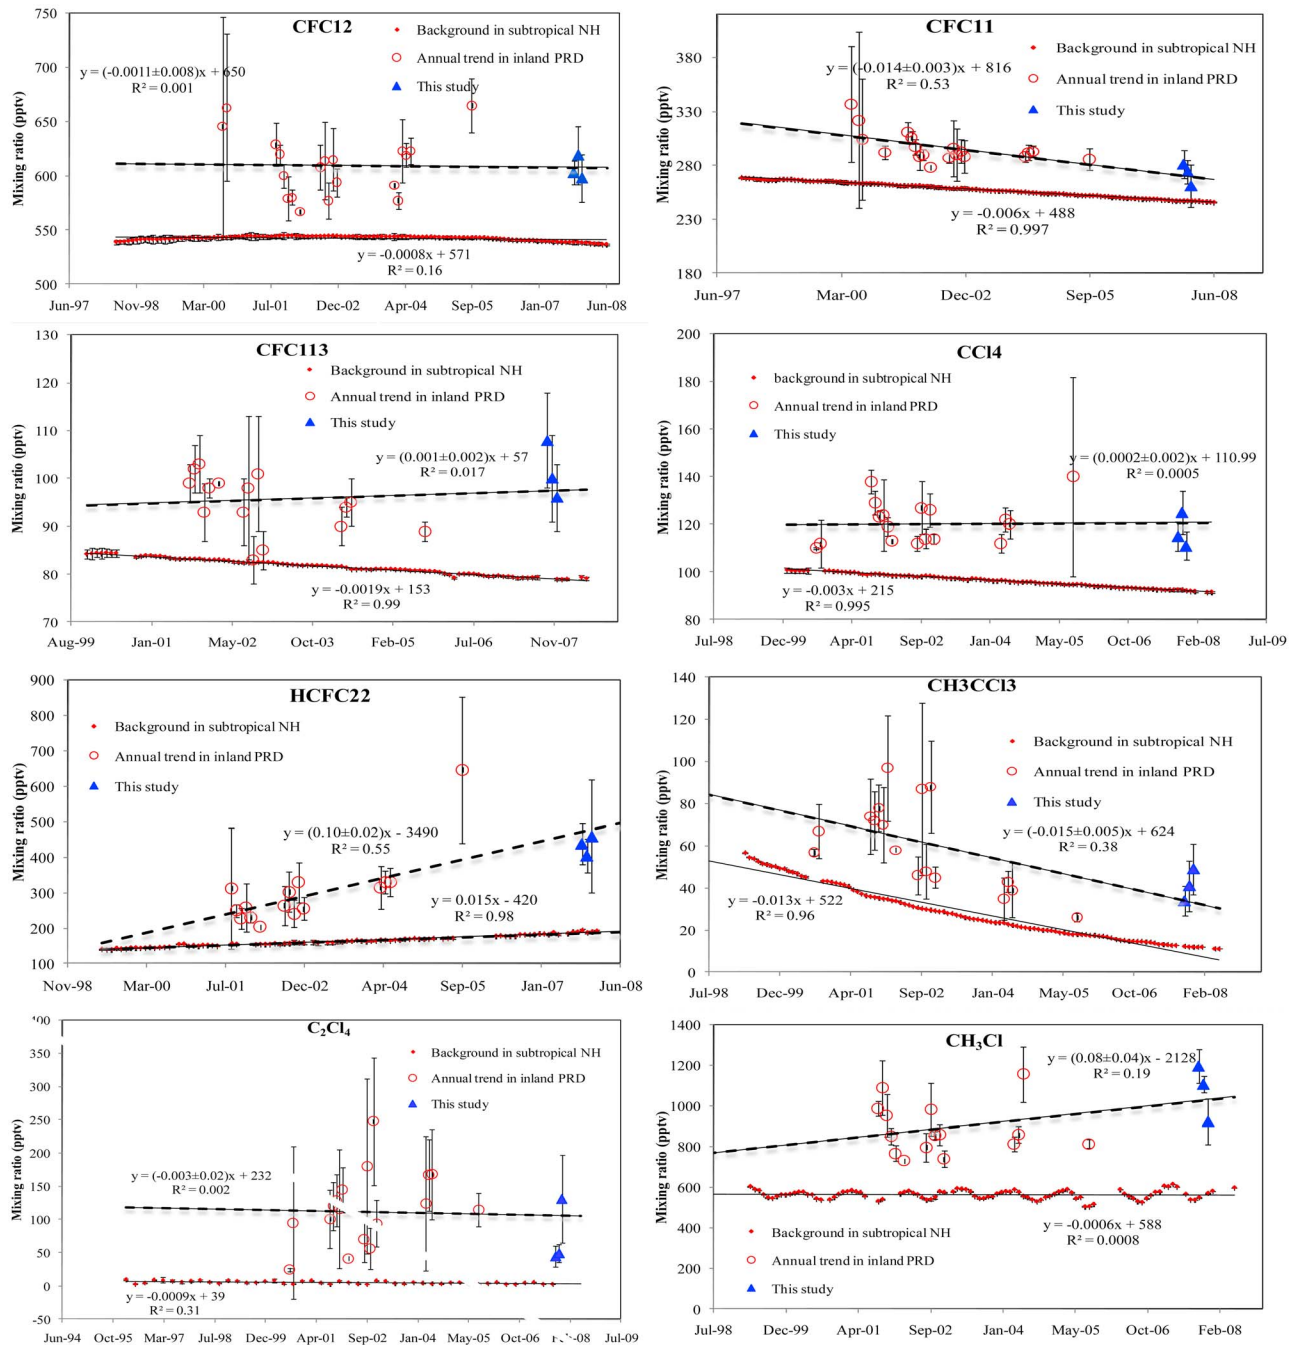 CFC12
Mixing ratio (pptv)
750
700
650
600
550
500
Jun-97
Nov-98
Mar-00
Jul-01
Dec-02
Apr-04
Sep-05
Jan-07
Jun-08
Background in subtropical NH
Annual trend in inland PRD
This study
y = (-0.0011±0.008)x + 650
R² = 0.001
y = -0.0008x + 571
R² = 0.16
CFC11
Mixing ratio (pptv)
380
330
280
230
180
Jun-97
Mar-00
Dec-02
Sep-05
Jun-08
Background in subtropical NH
Annual trend in inland PRD
This study
y = (-0.014±0.003)x + 816
R² = 0.53
y = -0.006x + 488
R² = 0.997
CFC113
Mixing ratio (pptv)
130
120
110
100
90
80
70
Aug-99
Jan-01
May-02
Oct-03
Feb-05
Jul-06
Nov-07
Background in subtropical NH
Annual trend in inland PRD
This study
y = (0.001±0.002)x + 57
R² = 0.017
y = -0.0019x + 153
R² = 0.99
CCl4
Mixing ratio (pptv)
200
180
160
140
120
100
80
Jul-98
Dec-99
Apr-01
Sep-02
Jan-04
May-05
Oct-06
Feb-08
Jul-09
background in subtropical NH
Annual trend in inland PRD
This study
y = (0.0002±0.002)x + 110.99
R² = 0.0005
y = -0.003x + 215
R² = 0.995
HCFC22
Mixing ratio (pptv)
900
800
700
600
500
400
300
200
100
Nov-98
Mar-00
Jul-01
Dec-02
Apr-04
Sep-05
Jan-07
Jun-08
Background in subtropical NH
Annual trend in inland PRD
This study
y = (0.10±0.02)x - 3490
R² = 0.55
y = 0.015x - 420
R² = 0.98
CH3CCl3
Mixing ratio (pptv)
140
120
100
80
60
40
20
0
Jul-98
Dec-99
Apr-01
Sep-02
Jan-04
May-05
Oct-06
Feb-08
Background in subtropical NH
Annual trend in inland PRD
This study
y = (-0.015±0.005)x + 624
R² = 0.38
y = -0.013x + 522
R² = 0.96
C₂Cl₄
Mixing ratio (pptv)
350
300
250
200
150
100
50
0
-50
Jun-94
Oct-95
Mar-97
Jul-98
Dec-99
Apr-01
Sep-02
Jan-04
May-05
Oct-06
Jul-09
Background in subtropical NH
Annual trend in inland PRD
This study
y = (-0.003±0.02)x + 232
R² = 0.002
y = -0.0009x + 39
R² = 0.31
CH₃Cl
Mixing ratio (pptv)
1400
1200
1000
800
600
400
200
0
Jul-98
Dec-99
Apr-01
Sep-02
Jan-04
May-05
Oct-06
Feb-08
y = (0.08±0.04)x - 2128
R² = 0.19
y = -0.0006x + 588
R² = 0.0008
Background in subtropical NH
Annual trend in inland PRD
This study